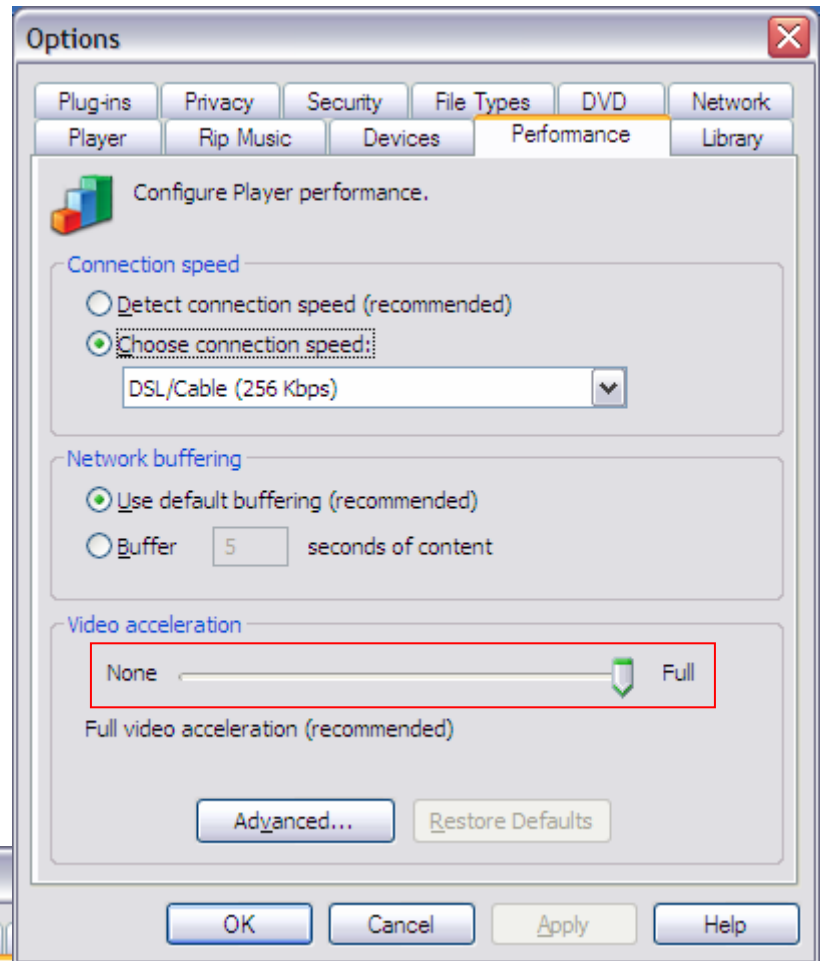 Options
Plug-ins Privacy Security File Types DVD Network
Player Rip Music Devices Performance Library
Configure Player performance.
Connection speed
Detect connection speed (recommended)
Choose connection speed:
DSL/Cable (256 Kbps)
Network buffering
Use default buffering (recommended)
Buffer 5 seconds of content
Video acceleration
None Full
Full video acceleration (recommended)
Advanced... Restore Defaults
OK Cancel Apply Help